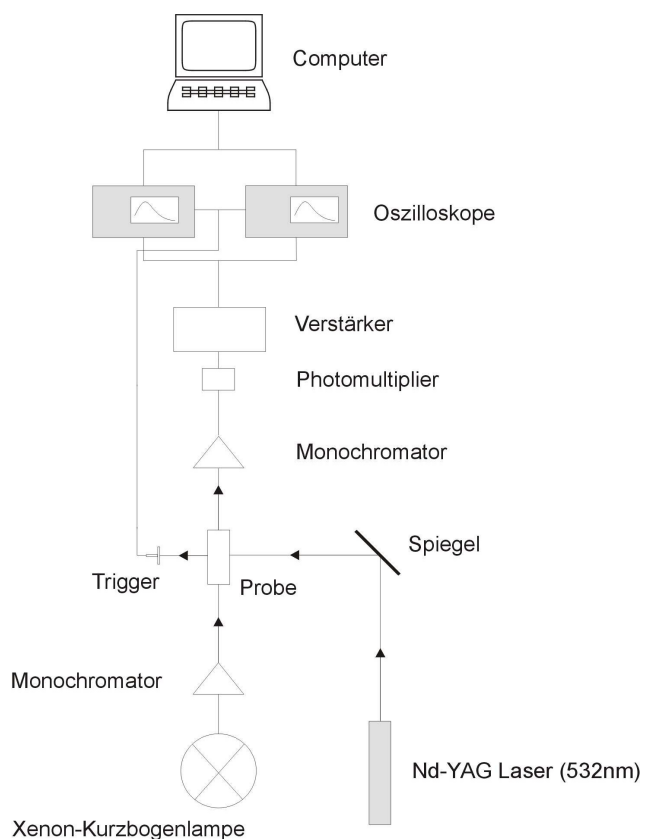 Computer
Oszilloskope
Verstärker
Photomultiplier
Monochromator
Spiegel
Trigger
Probe
Monochromator
Nd-YAG Laser (532nm)
Xenon-Kurzbogenlampe